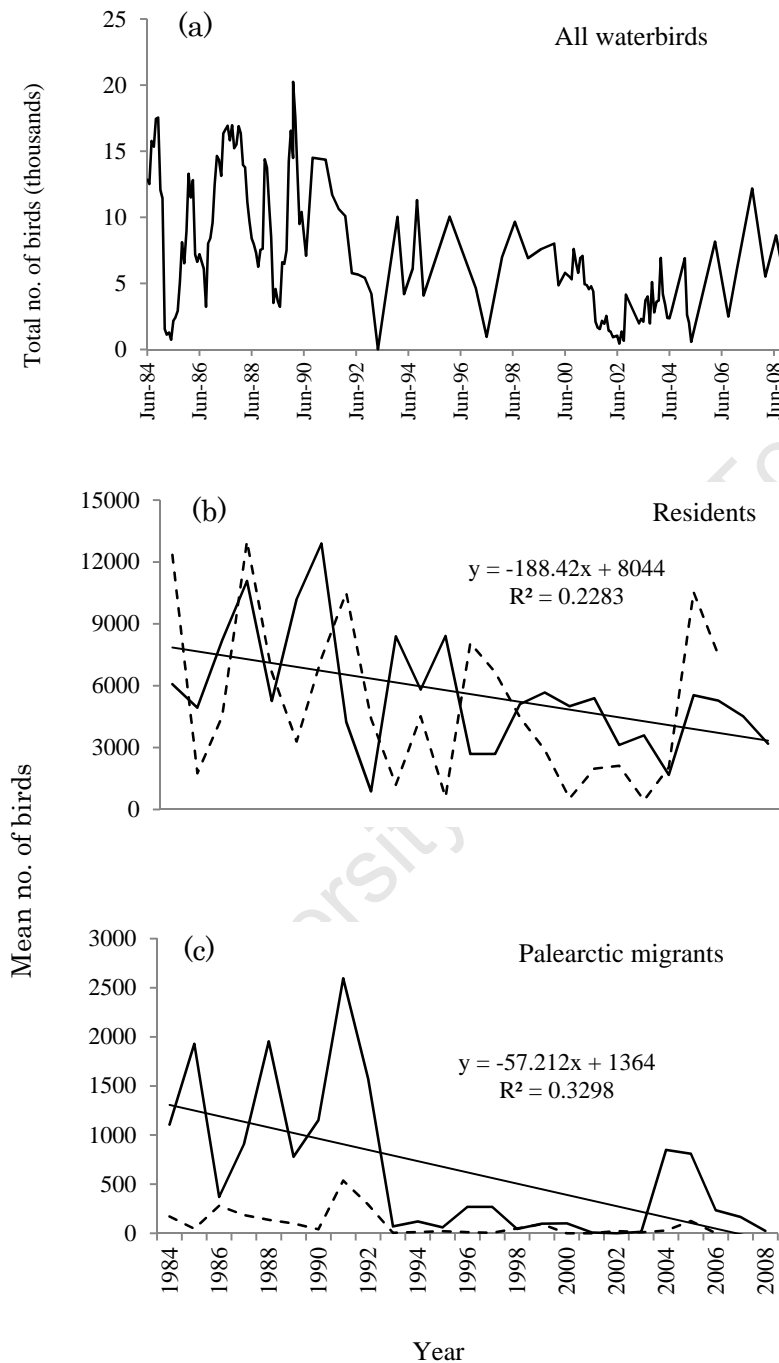 (a)
All waterbirds
Total no. of birds (thousands)
25
20
15
10
5
0
Jun-84
Jun-86
Jun-88
Jun-90
Jun-92
Jun-94
Jun-96
Jun-98
Jun-00
Jun-02
Jun-04
Jun-06
Jun-08
(b)
Residents
y = -188.42x + 8044
R² = 0.2283
15000
12000
9000
6000
3000
0
Mean no. of birds
(c)
Palearctic migrants
y = -57.212x + 1364
R² = 0.3298
3000
2500
2000
1500
1000
500
0
1984
1986
1988
1990
1992
1994
1996
1998
2000
2002
2004
2006
2008
Year